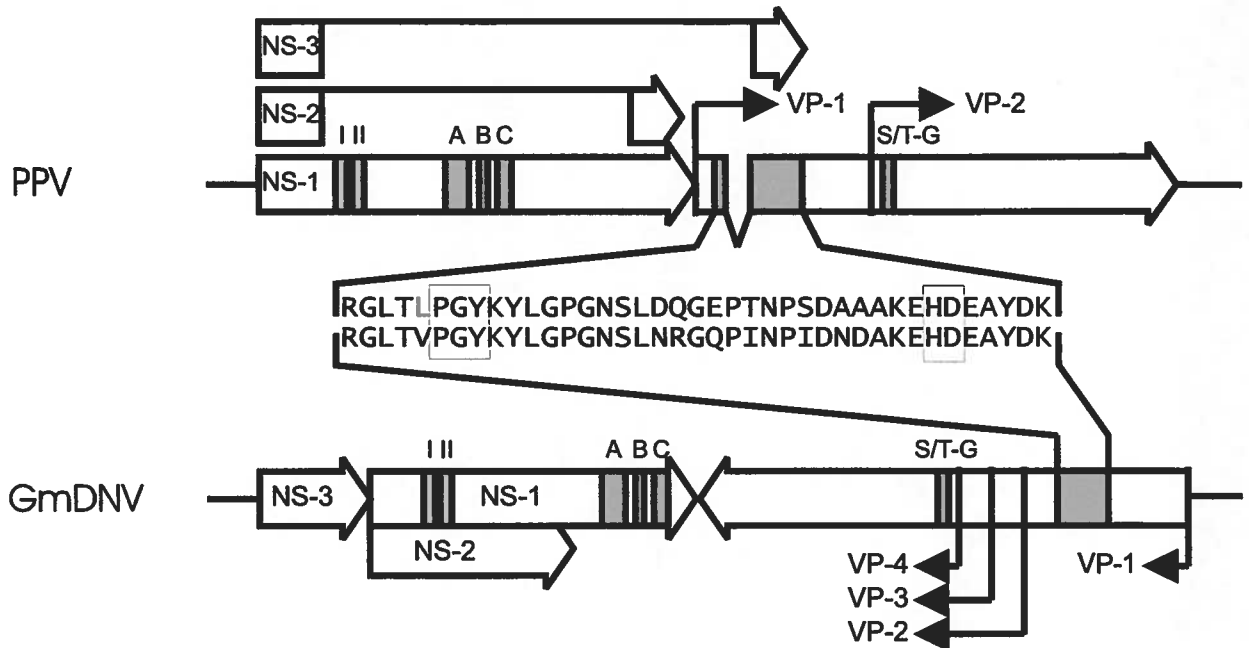 NS-3
NS-2
VP-1
VP-2
I II
A B C
S/T-G
PPV
NS-1
RGLTLPGYKYLGPGNSLDQGEPTNPSDAAAKEHDEAYDK
RGLTVPGYKYLGPGNSLNRGQPINPIDNDAKEHDEAYDK
I II
A B C
S/T-G
GmDNV
NS-3
NS-1
NS-2
VP-4
VP-1
VP-3
VP-2